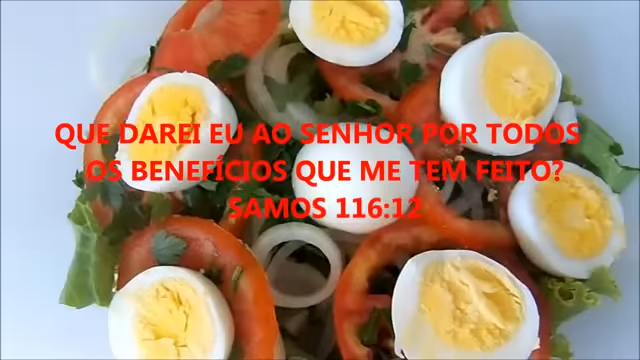 QUE DAREI EU AO SENHOR POR TODOS
OS BENEFÍCIOS QUE ME TEM FEITO?
SAMOS 116:12